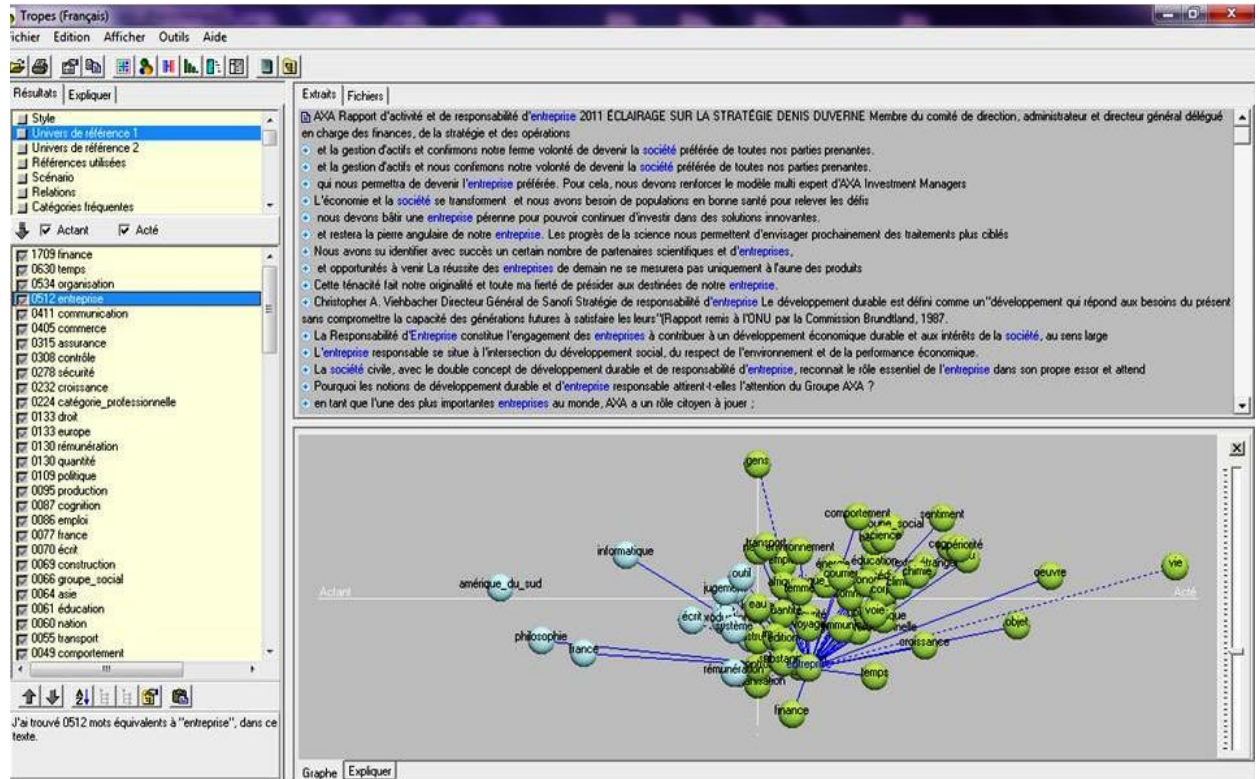 Tropes (Français)
ichier Edition Afficher Outils Aide
Résultats Expliquer
Style
Univers de référence 1
Univers de référence 2
Références utilisées
Scénario
Relations
Catégories fréquentes
Actant Acté
1709 finance
0630 temps
0534 organisation
0512 entreprise
0411 communication
0405 commerce
0315 assurance
0308 contrôle
0278 sécurité
0232 croissance
0224 catégorie_professionnelle
0133 droit
0133 europe
0130 rémunération
0130 quantité
0109 politique
0095 production
0087 cognition
0086 emploi
0077 france
0070 écrit
0069 construction
0066 groupe_social
0064 asie
0061 éducation
0060 nation
0055 transport
0049 comportement
J'ai trouvé 0512 mots équivalents à "entreprise", dans ce
texte.
Extraits Fichiers
AXA Rapport d'activité et de responsabilité d'entreprise 2011 ÉCLAIRAGE SUR LA STRATÉGIE DENIS DUVERNE Membre du comité de direction, administrateur et directeur général délégué
en charge des finances, de la stratégie et des opérations
et la gestion d'actifs et confirmons notre ferme volonté de devenir la société préférée de toutes nos parties prenantes.
et la gestion d'actifs et nous confirmons notre volonté de devenir la société préférée de toutes nos parties prenantes.
qui nous permettra de devenir l'entreprise préférée. Pour cela, nous devons renforcer le modèle multi expert d'AXA Investment Managers
L'économie et la société se transforment et nous avons besoin de populations en bonne santé pour relever les défis
nous devons bâtir une entreprise pérenne pour pouvoir continuer d'investir dans des solutions innovantes.
et restera la pierre angulaire de notre entreprise. Les progrès de la science nous permettent d'envisager prochainement des traitements plus ciblés
Nous avons su identifier avec succès un certain nombre de partenaires scientifiques et d'entreprises,
et opportunités à venir La réussite des entreprises de demain ne se mesurera pas uniquement à l'aune des produits
Cette ténacité fait notre originalité et toute ma fierté de présider aux destinées de notre entreprise.
Christopher A. Viehbacher Directeur Général de Sanofi Stratégie de responsabilité d'entreprise Le développement durable est défini comme un"développement qui répond aux besoins du présent
sans compromettre la capacité des générations futures à satisfaire les leurs"(Rapport remis à l'ONU par la Commission Brundtland, 1987.
La Responsabilité d'Entreprise constitue l'engagement des entreprises à contribuer à un développement économique durable et aux intérêts de la société, au sens large
L'entreprise responsable se situe à l'intersection du développement social, du respect de l'environnement et de la performance économique.
La société civile, avec le double concept de développement durable et de responsabilité d'entreprise, reconnait le rôle essentiel de l'entreprise dans son propre essor et attend
Pourquoi les notions de développement durable et d'entreprise responsable attirent-t-elles l'attention du Groupe AXA ?
en tant que l'une des plus importantes entreprises au monde, AXA a un rôle citoyen à jouer ;
gens
comportement
sentiment
science
informatique
transport
outil
éducation
chimie
oeuvre
vie
amérique_du_sud
femme
Actant
Acté
écrit
eau
voie
objet
système
philosophie
france
édition
croissance
entreprise
temps
finance
Graphe Expliquer